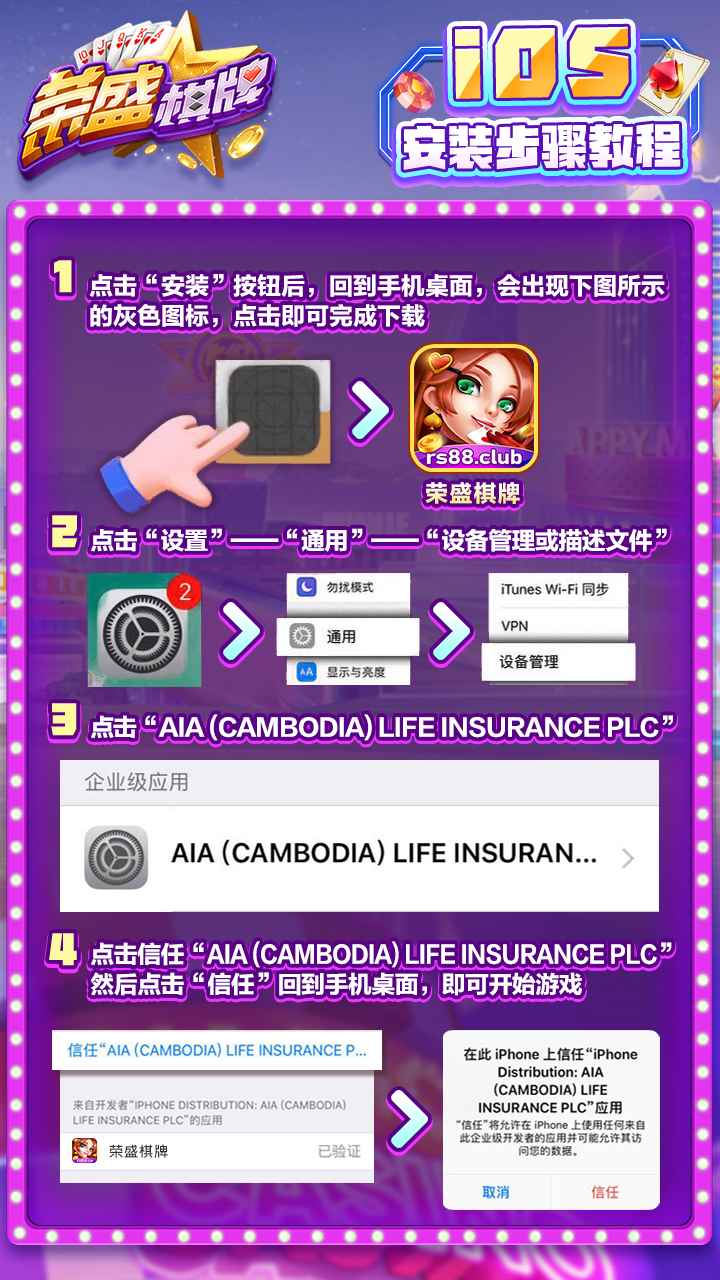 荣盛棋牌
iOS
安装步骤教程
1 点击“安装”按钮后，回到手机桌面，会出现下图所示
的灰色图标，点击即可完成下载
rs88.club
荣盛棋牌
2 点击“设置”——“通用”——“设备管理或描述文件”
2
勿扰模式
通用
AA 显示与亮度
iTunes Wi-Fi 同步
VPN
设备管理
3 点击“AIA (CAMBODIA) LIFE INSURANCE PLC”
企业级应用
AIA (CAMBODIA) LIFE INSURAN...
4 点击信任“AIA (CAMBODIA) LIFE INSURANCE PLC”
然后点击“信任”回到手机桌面，即可开始游戏
信任“AIA (CAMBODIA) LIFE INSURANCE P...
来自开发者“IPHONE DISTRIBUTION: AIA (CAMBODIA)
LIFE INSURANCE PLC”的应用
荣盛棋牌 已验证
在此 iPhone 上信任“iPhone
Distribution: AIA
(CAMBODIA) LIFE
INSURANCE PLC”应用
“信任”将允许在 iPhone 上使用任何来自
此企业级开发者的应用并可能允许其访
问您的数据。
取消 信任